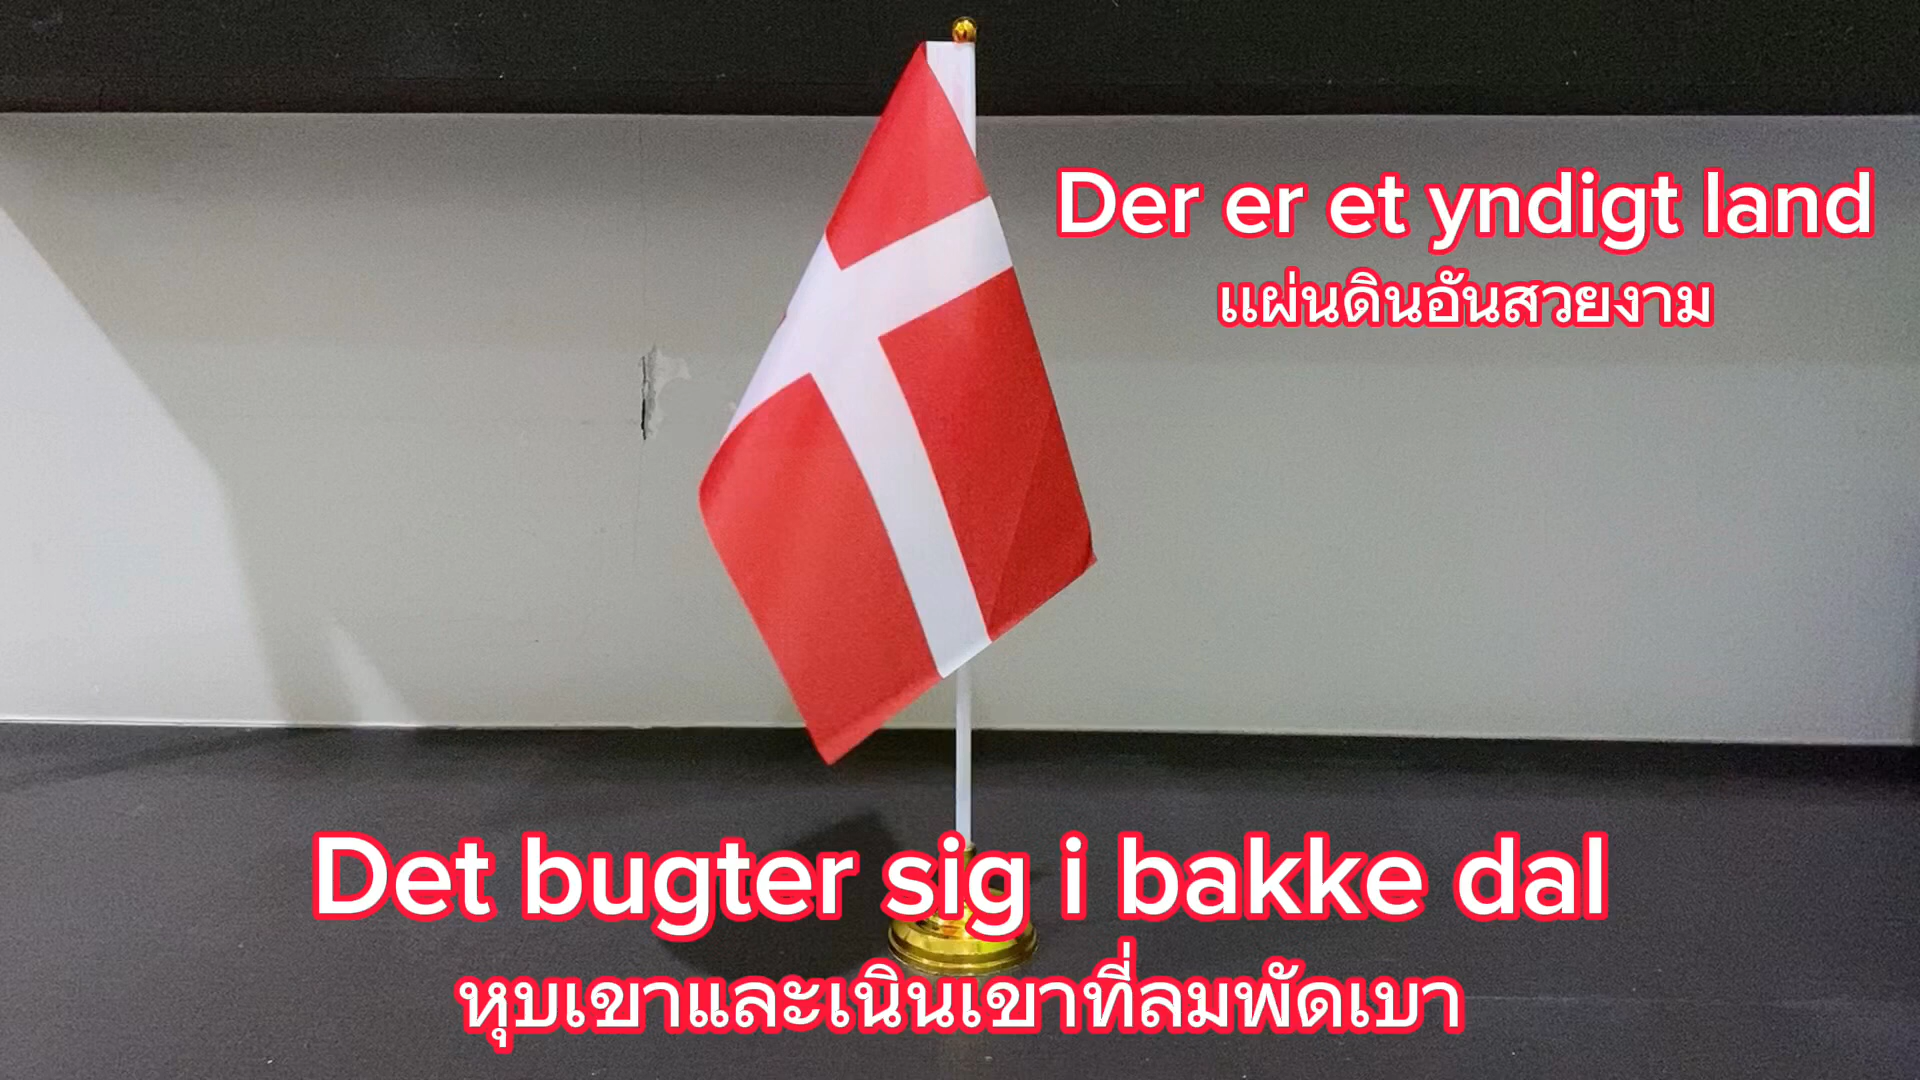 Der er et yndigt land
แผ่นดินอันสวยงาม
Det bugter sig i bakke dal
หุบเขาและเนินเขาที่ลมพัดเบา